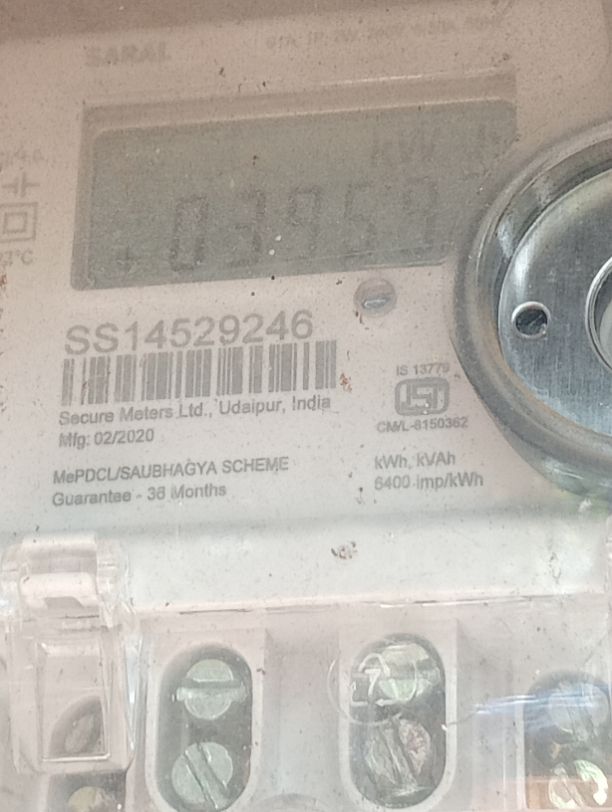 SARAL
kW h
03959
SS14529246
Secure Meters Ltd., Udaipur, India
Mfg: 02/2020
IS 13779
CM/L-8150362
MePDCL/SAUBHAGYA SCHEME
Guarantee - 36 Months
kWh, kVAh
6400 imp/kWh